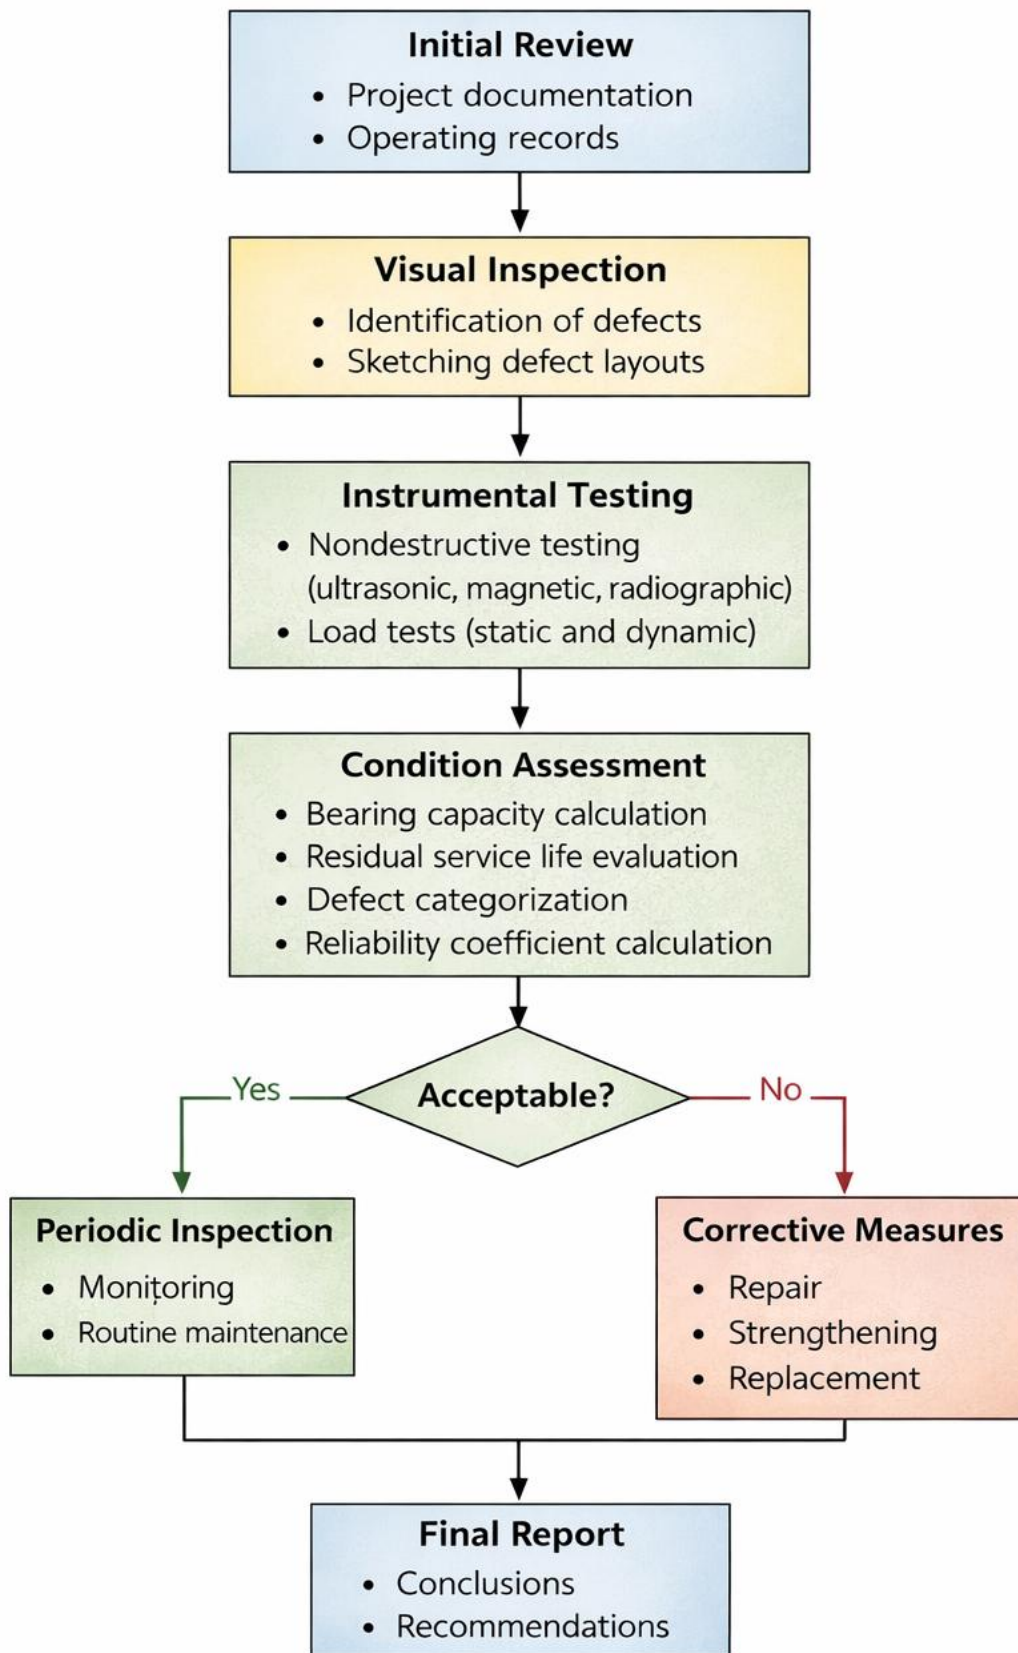 Initial Review
• Project documentation
• Operating records
Visual Inspection
• Identification of defects
• Sketching defect layouts
Instrumental Testing
• Nondestructive testing
(ultrasonic, magnetic, radiographic)
• Load tests (static and dynamic)
Condition Assessment
• Bearing capacity calculation
• Residual service life evaluation
• Defect categorization
• Reliability coefficient calculation
Acceptable?
Yes
No
Periodic Inspection
• Moniţoring
• Routine maintenance
Corrective Measures
• Repair
• Strengthening
• Replacement
Final Report
• Conclusions
• Recommendations